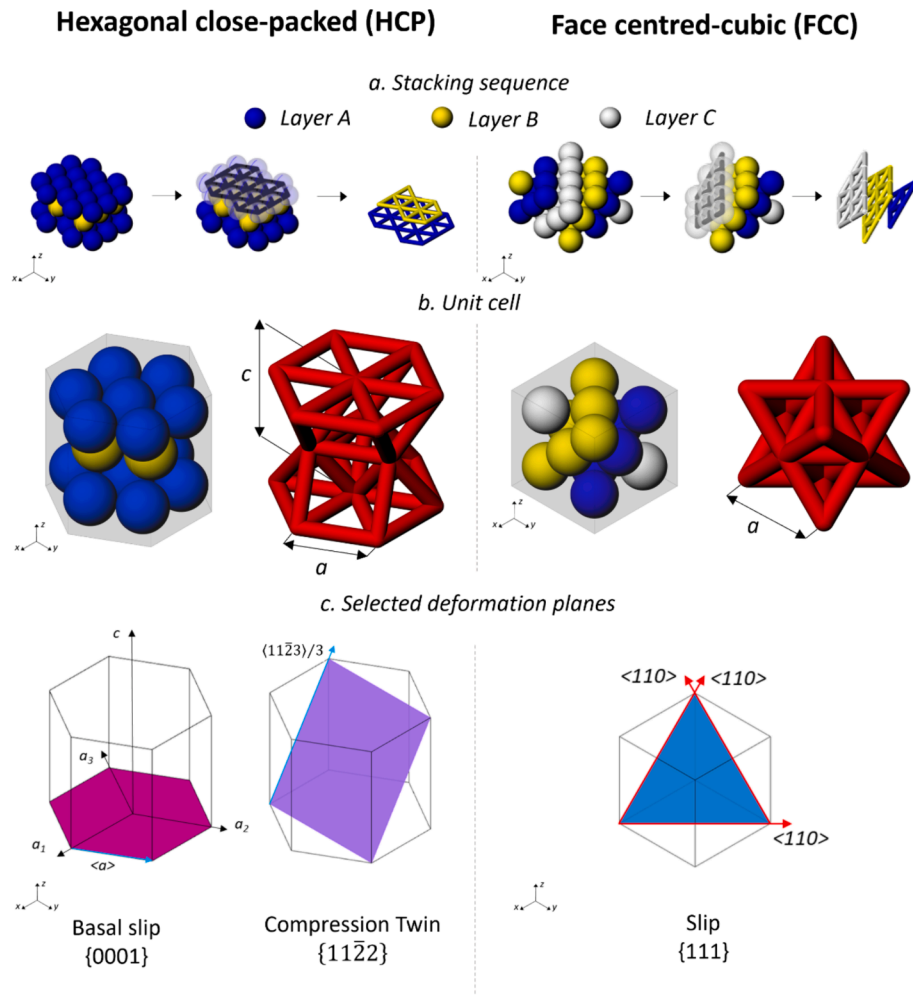 Hexagonal close-packed (HCP)
Face centred-cubic (FCC)
a. Stacking sequence
Layer A
Layer B
Layer C
z
x
y
z
x
y
b. Unit cell
c
a
z
x
y
a
z
x
y
c. Selected deformation planes
c
a3
a1
a2
<a>
z
x
y
Basal slip
{0001}
⟨112̅3⟩/3
Compression Twin
{112̅2}
<110>
<110>
<110>
z
x
y
Slip
{111}